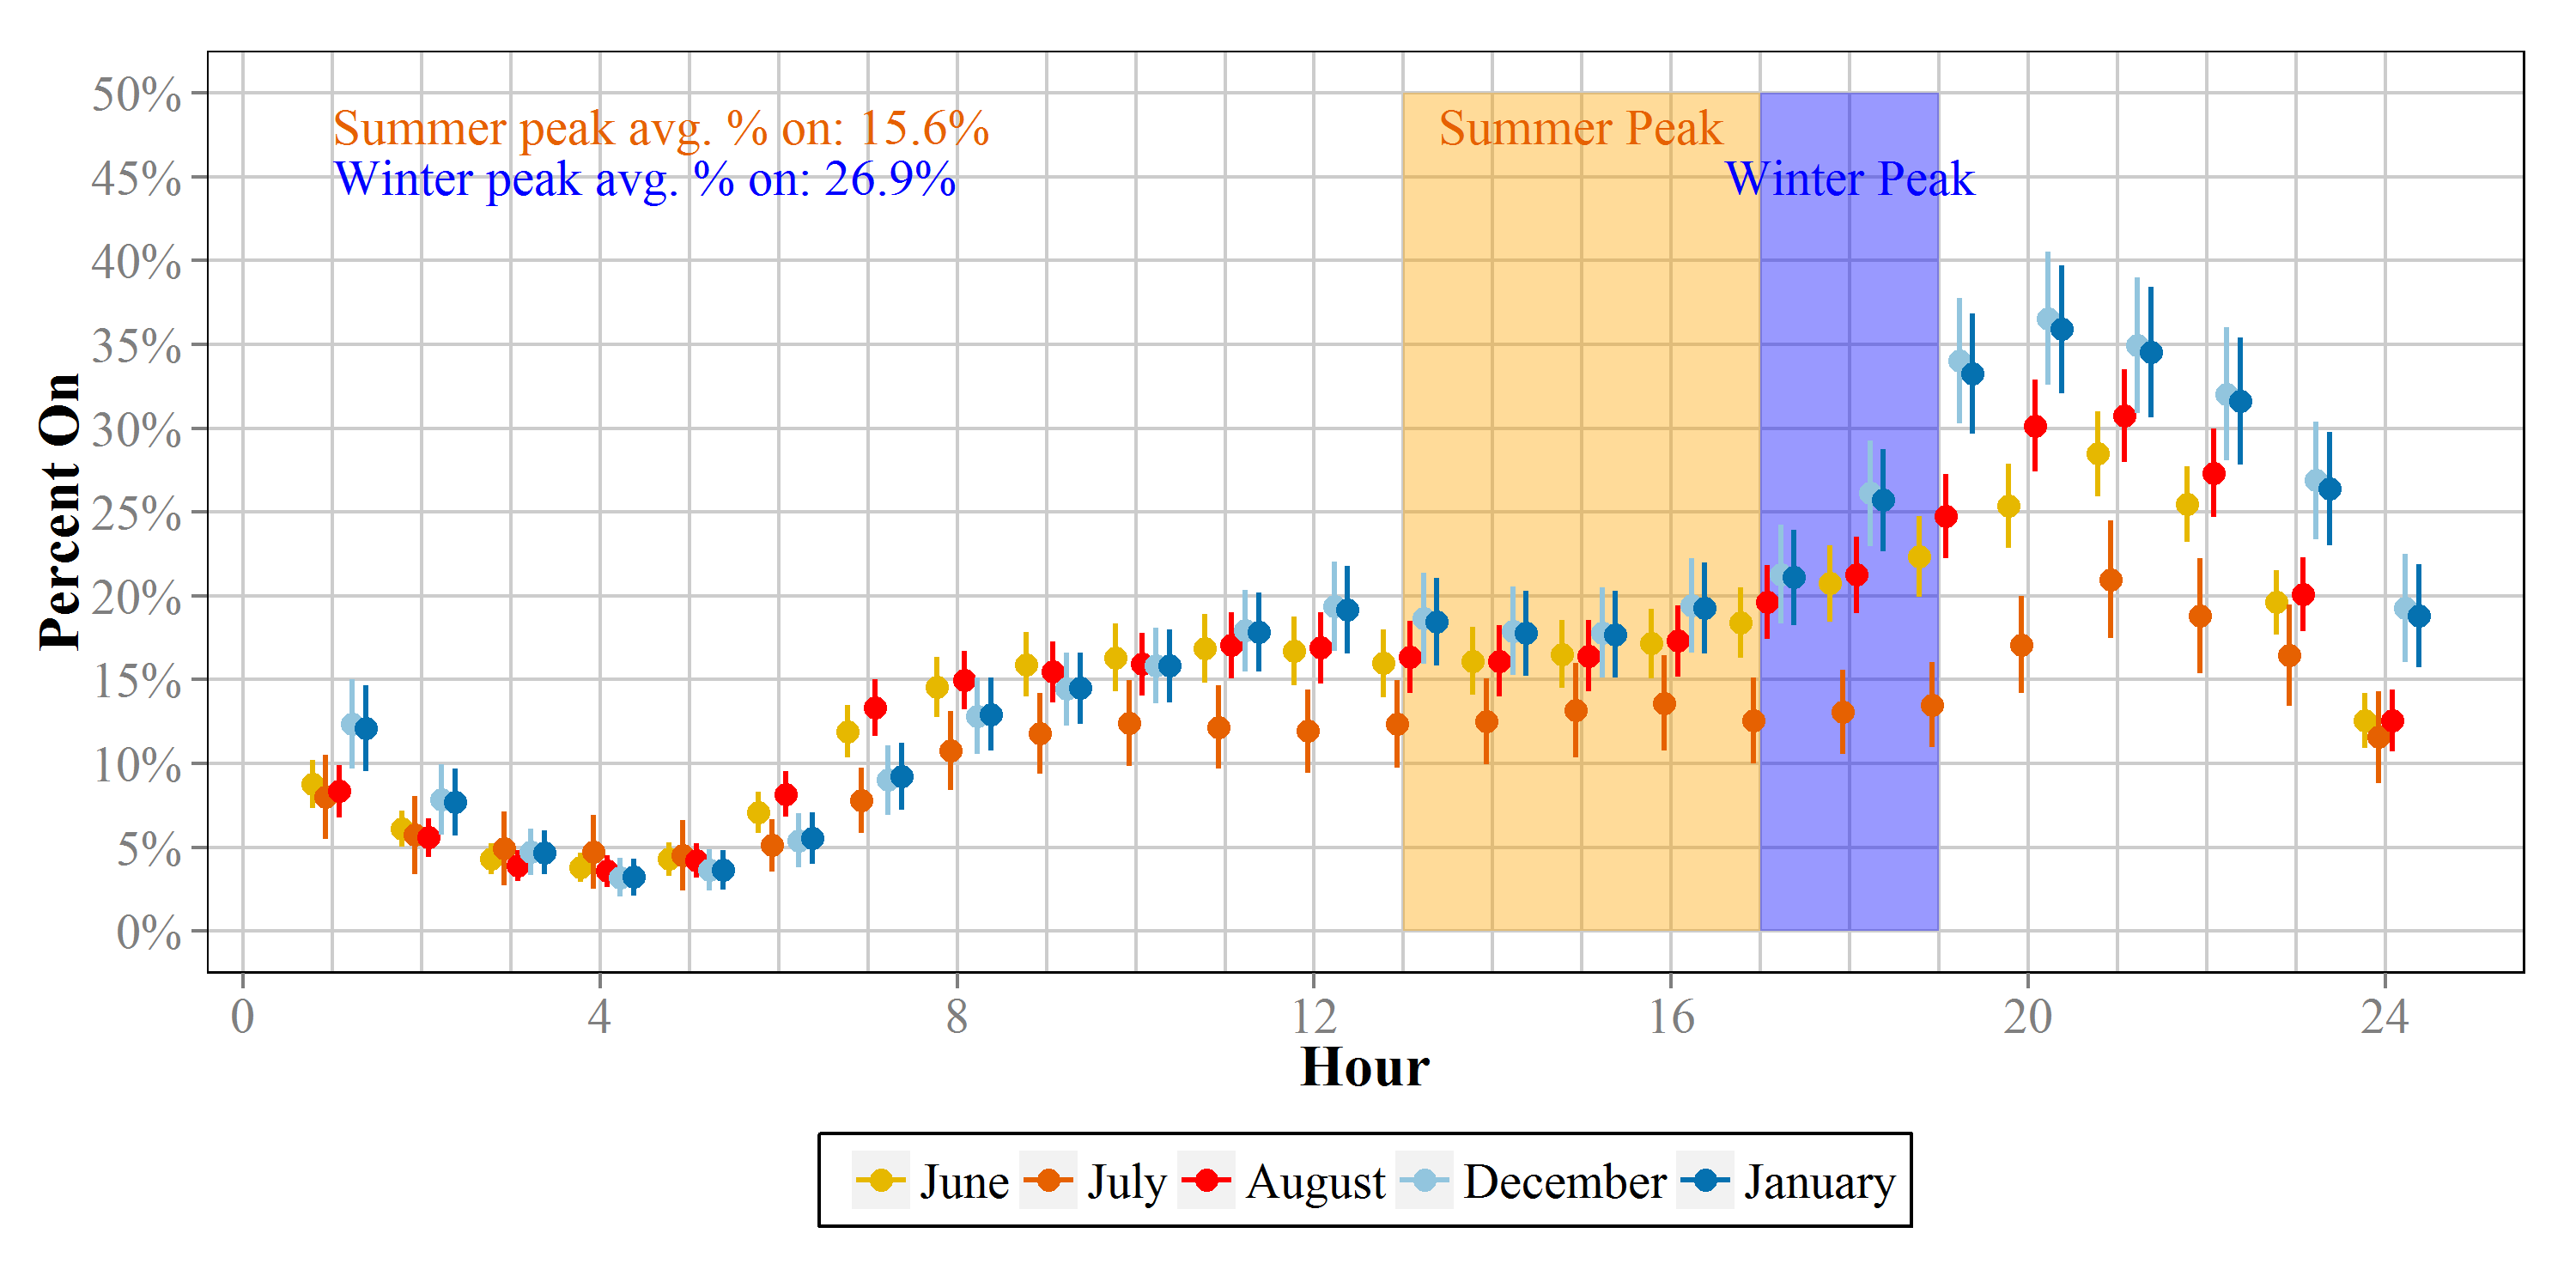 50%
Summer peak avg. % on: 15.6%
Summer Peak
45%
Winter peak avg. % on: 26.9%
Winter Peak
40%
35%
30%
25%
20%
15%
10%
5%
0%
Percent On
0 4 8 12 16 20 24
Hour
June July August December January